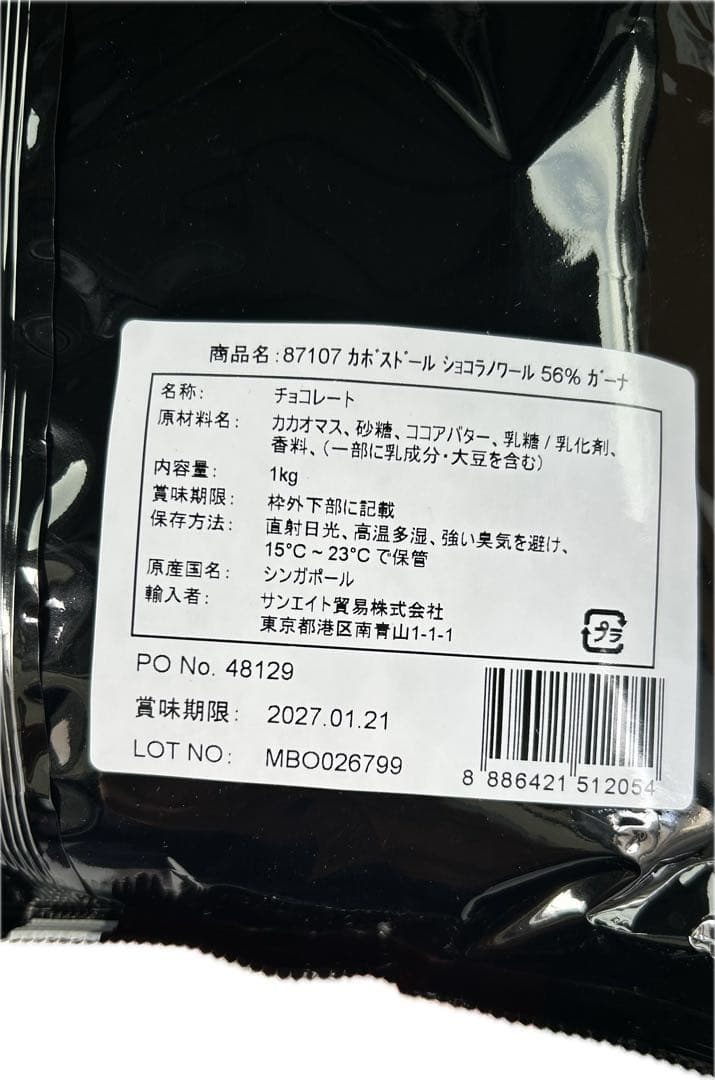 商品名:87107 ｶﾎﾞｽﾄﾞｰﾙ ｼｮｺﾗﾉﾜｰﾙ 56% ｶﾞｰﾅ
名称: チョコレート
原材料名: カカオマス、砂糖、ココアバター、乳糖 / 乳化剤、
香料、(一部に乳成分・大豆を含む)
内容量: 1kg
賞味期限: 枠外下部に記載
保存方法: 直射日光、高温多湿、強い臭気を避け、
15°C ~ 23°C で保管
原産国名: シンガポール
輸入者: サンエイト貿易株式会社
東京都港区南青山1-1-1
プラ
PO No. 48129
賞味期限: 2027.01.21
LOT NO: MBO026799
8 886421 512054